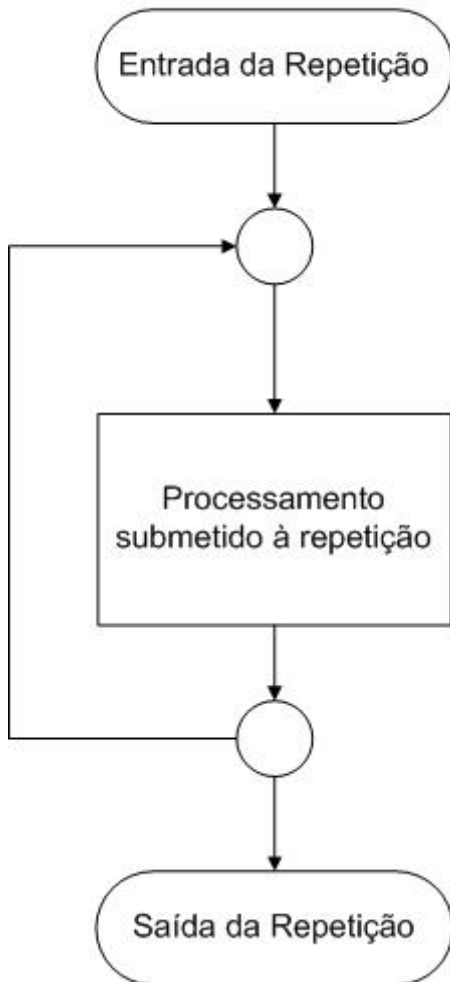 Entrada da Repetição
Processamento
submetido à repetição
Saída da Repetição